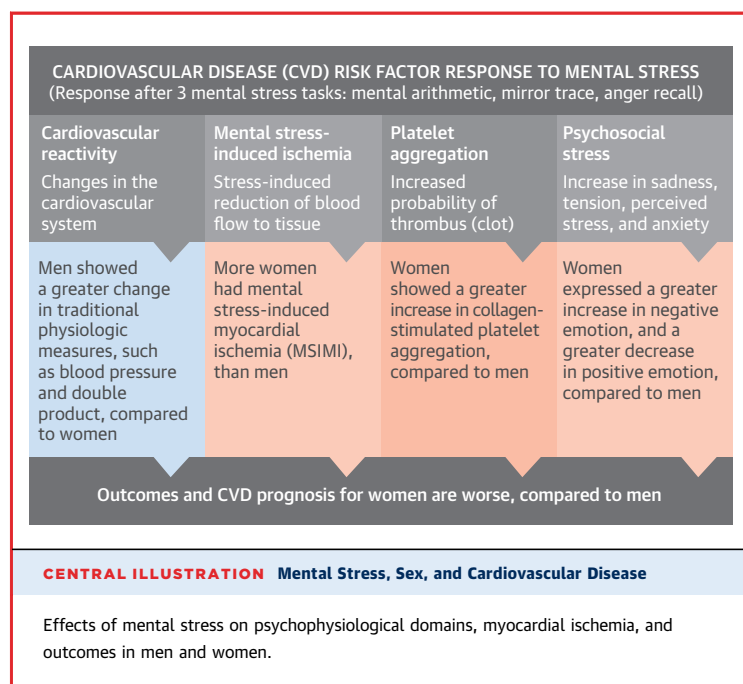 CARDIOVASCULAR DISEASE (CVD) RISK FACTOR RESPONSE TO MENTAL STRESS
(Response after 3 mental stress tasks: mental arithmetic, mirror trace, anger recall)
Cardiovascular
reactivity
Changes in the
cardiovascular
system
Men showed
a greater change
in traditional
physiologic
measures, such
as blood pressure
and double
product, compared
to women
Mental stress-
induced ischemia
Stress-induced
reduction of blood
flow to tissue
More women
had mental
stress-induced
myocardial
ischemia (MSIMI),
than men
Platelet
aggregation
Increased
probability of
thrombus (clot)
Women
showed a greater
increase in collagen-
stimulated platelet
aggregation,
compared to men
Psychosocial
stress
Increase in sadness,
tension, perceived
stress, and anxiety
Women
expressed a greater
increase in negative
emotion, and a
greater decrease
in positive emotion,
compared to men
Outcomes and CVD prognosis for women are worse, compared to men
CENTRAL ILLUSTRATION Mental Stress, Sex, and Cardiovascular Disease
Effects of mental stress on psychophysiological domains, myocardial ischemia, and
outcomes in men and women.